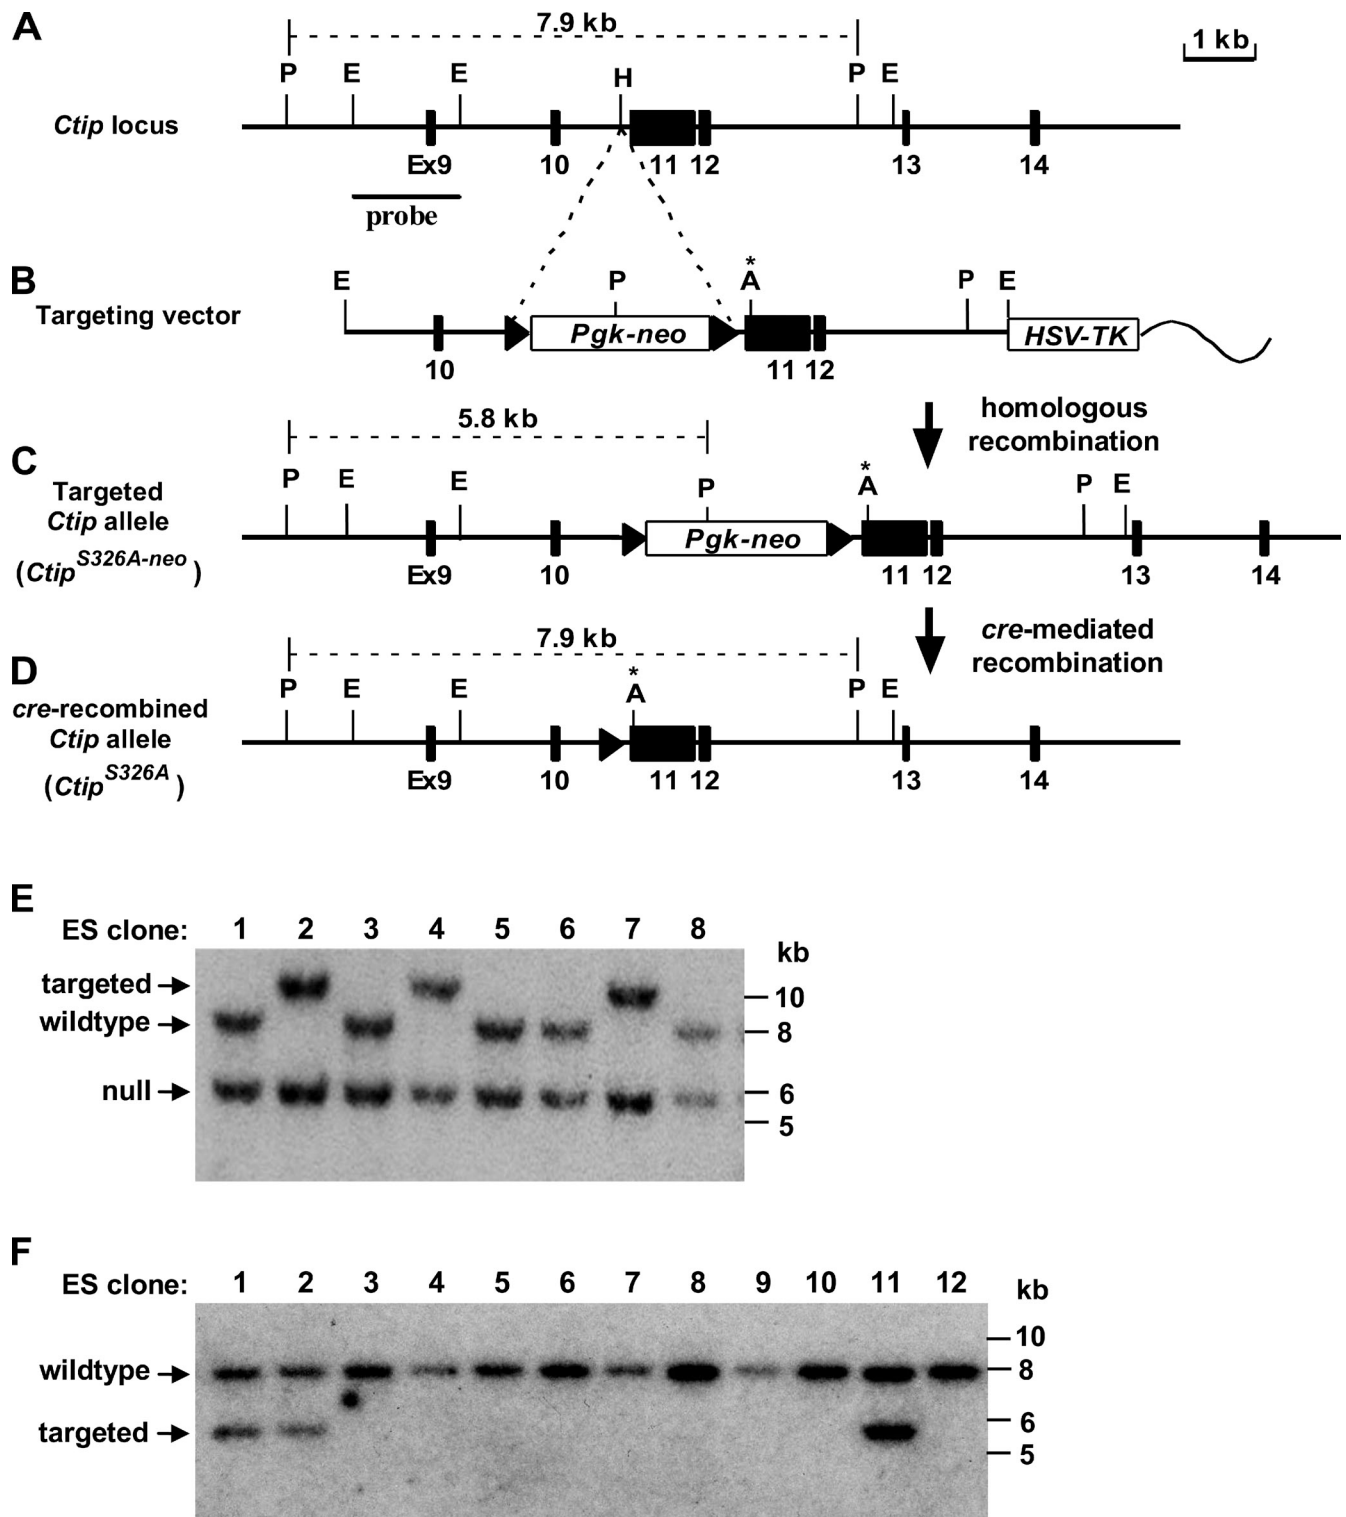 A
7.9 kb
1 kb
P E E H P E
Ctip locus
Ex9 10 11 12 13 14
probe
B
E P * A P E
Targeting vector
Pgk-neo HSV-TK
10 11 12
homologous
recombination
5.8 kb
C
P E E P * A P E
Targeted
Ctip allele
(Ctip^S326A-neo)
Pgk-neo
Ex9 10 11 12 13 14
cre-mediated
recombination
7.9 kb
D
P E E * A P E
cre-recombined
Ctip allele
(Ctip^S326A)
Ex9 10 11 12 13 14
E
ES clone: 1 2 3 4 5 6 7 8
kb
targeted
10
wildtype
8
null
6
5
F
ES clone: 1 2 3 4 5 6 7 8 9 10 11 12
kb
10
wildtype
8
6
targeted
5